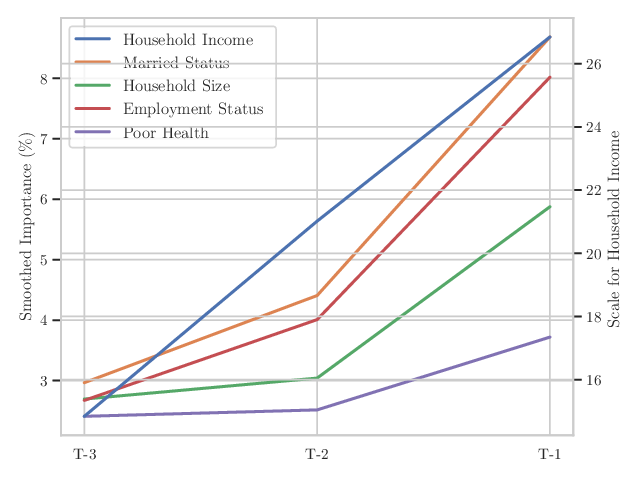 Household Income
Married Status
Household Size
Employment Status
Poor Health
Smoothed Importance (%)
8
7
6
5
4
3
26
24
22
20
18
16
Scale for Household Income
T-3
T-2
T-1